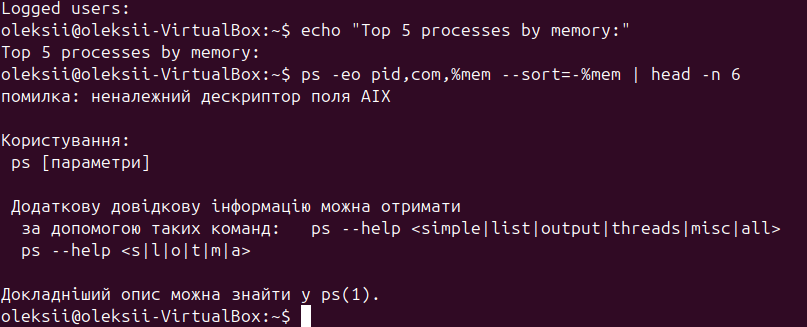 Logged users:
oleksii@oleksii-VirtualBox:~$ echo "Top 5 processes by memory:"
Top 5 processes by memory:
oleksii@oleksii-VirtualBox:~$ ps -eo pid,com,%mem --sort=-%mem | head -n 6
помилка: неналежний дескриптор поля AIX
Користування:
ps [параметри]
Додаткову довідкову інформацію можна отримати
за допомогою таких команд:   ps --help <simple|list|output|threads|misc|all>
ps --help <s|l|o|t|m|a>
Докладніший опис можна знайти у ps(1).
oleksii@oleksii-VirtualBox:~$